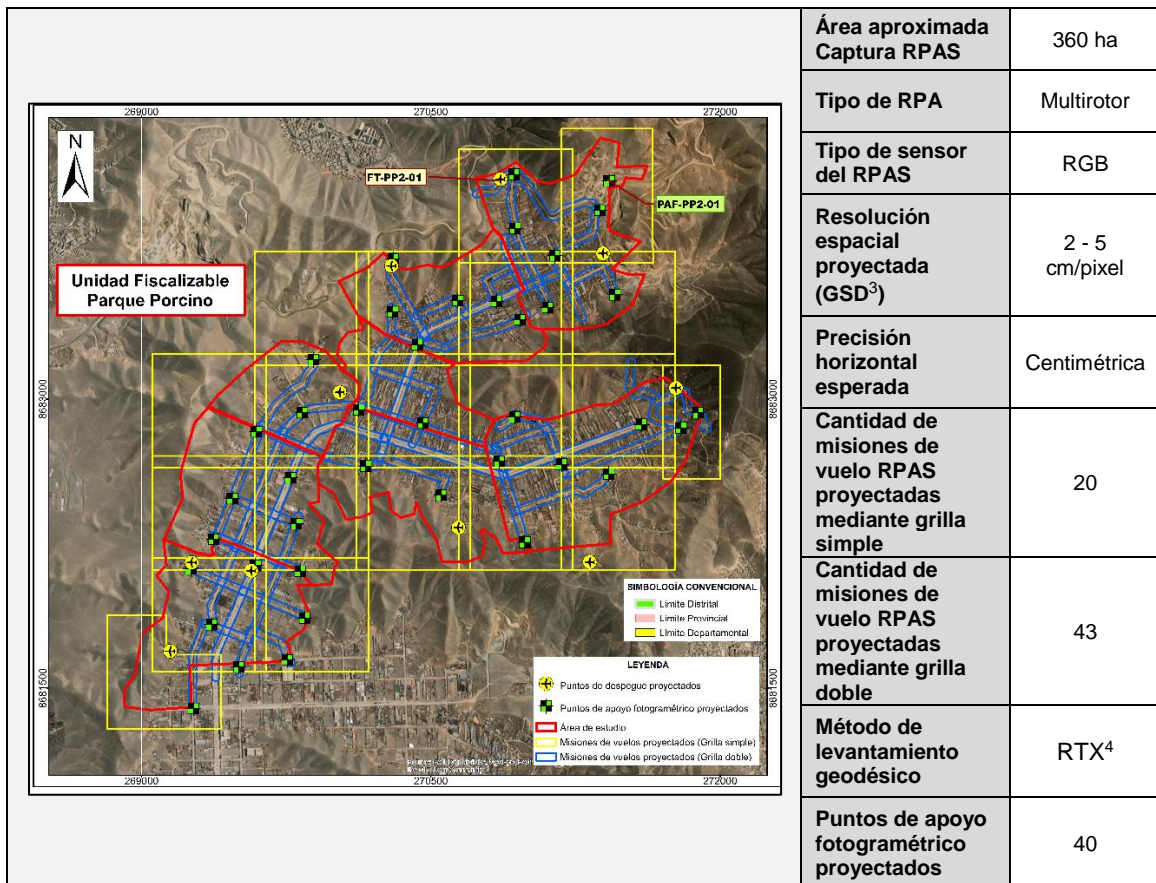 269000
270500
272000
N
FT-PP2-01
PAF-PP2-01
Unidad Fiscalizable
Parque Porcino
8683000
8683000
SIMBOLOGÍA CONVENCIONAL
Límite Distrital
Límite Provincial
Límite Departamental
LEYENDA
Puntos de despegue proyectados
Puntos de apoyo fotogramétrico proyectados
Área de estudio
Misiones de vuelos proyectados (Grilla simple)
Misiones de vuelos proyectados (Grilla doble)
8681500
8681500
269000
270500
272000
Área aproximada
Captura RPAS
360 ha
Tipo de RPA
Multirotor
Tipo de sensor
del RPAS
RGB
Resolución
espacial
proyectada
(GSD3)
2 - 5
cm/pixel
Precisión
horizontal
esperada
Centimétrica
Cantidad de
misiones de
vuelo RPAS
proyectadas
mediante grilla
simple
20
Cantidad de
misiones de
vuelo RPAS
proyectadas
mediante grilla
doble
43
Método de
levantamiento
geodésico
RTX4
Puntos de apoyo
fotogramétrico
proyectados
40